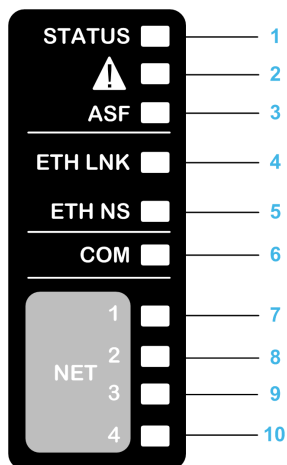 STATUS 1
! 2
ASF 3
ETH LNK 4
ETH NS 5
COM 6
1 7
2 8
NET
3 9
4 10